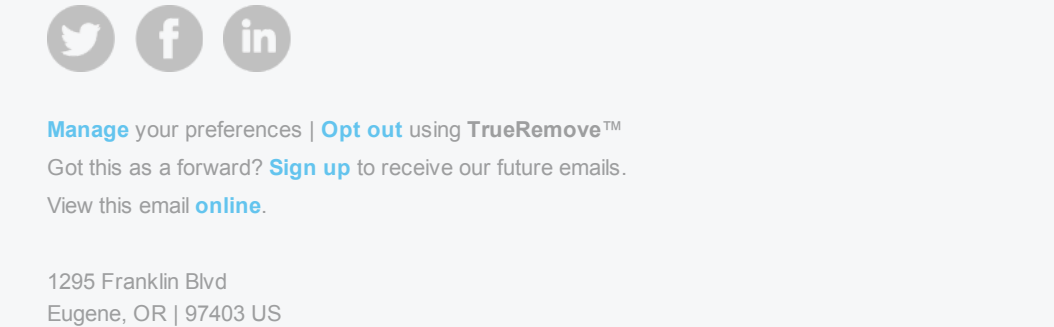 Manage your preferences | Opt out using TrueRemove™
Got this as a forward? Sign up to receive our future emails.
View this email online.
1295 Franklin Blvd
Eugene, OR | 97403 US